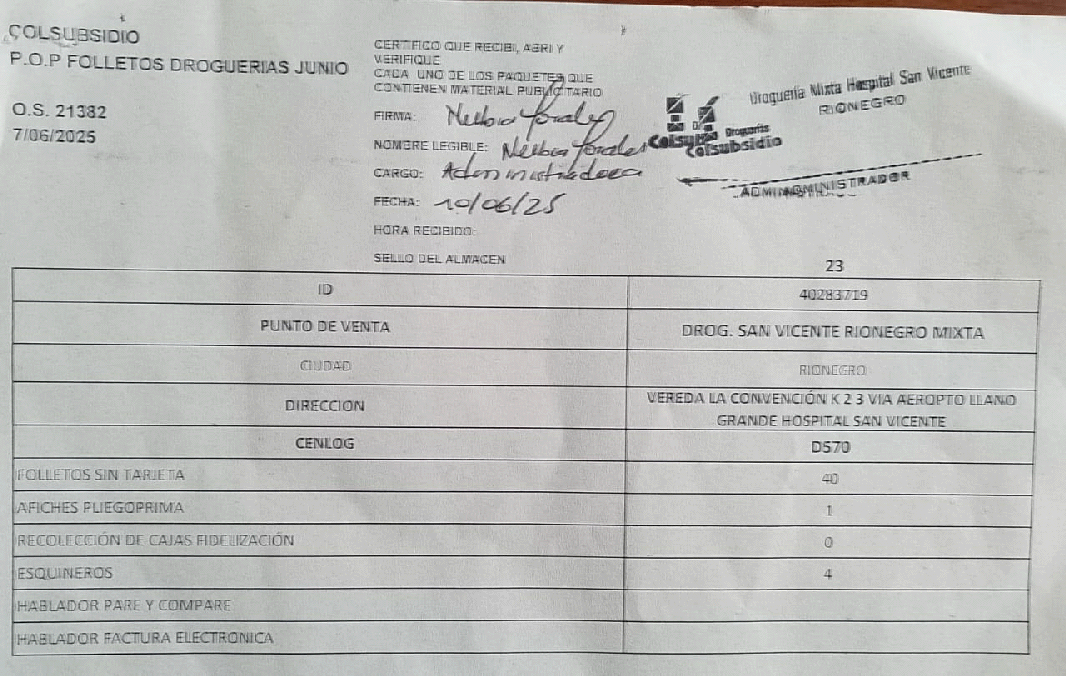 COLSUBSIDIO
P.O.P FOLLETOS DROGUERIAS JUNIO
O.S. 21382
7/06/2025
CERTIFICO QUE RECIBI, ABRI Y
VERIFIQUE
CADA UNO DE LOS PAQUETES QUE
CONTIENEN MATERIAL PUBLICITARIO
FIRMA:
NOMBRE LEGIBLE:
CARGO: Administradora
FECHA: 10/06/25
HORA RECIBIDO:
SELLO DEL ALMACEN
Drogueria Mixta Hospital San Vicente
RIONEGRO
Droguerías
Colsubsidio
23
ID 40283719
PUNTO DE VENTA DROG. SAN VICENTE RIONEGRO MIXTA
CIUDAD RIONEGRO
DIRECCION VEREDA LA CONVENCIÓN K 2 3 VIA AEROPTO LLANO
GRANDE HOSPITAL SAN VICENTE
CENLOG DS70
FOLLETOS SIN TARJETA 40
AFICHES PLIEGOPRIMA 1
RECOLECCIÓN DE CAJAS FIDELIZACIÓN 0
ESQUINEROS 4
HABLADOR PARE Y COMPARE
HABLADOR FACTURA ELECTRONICA